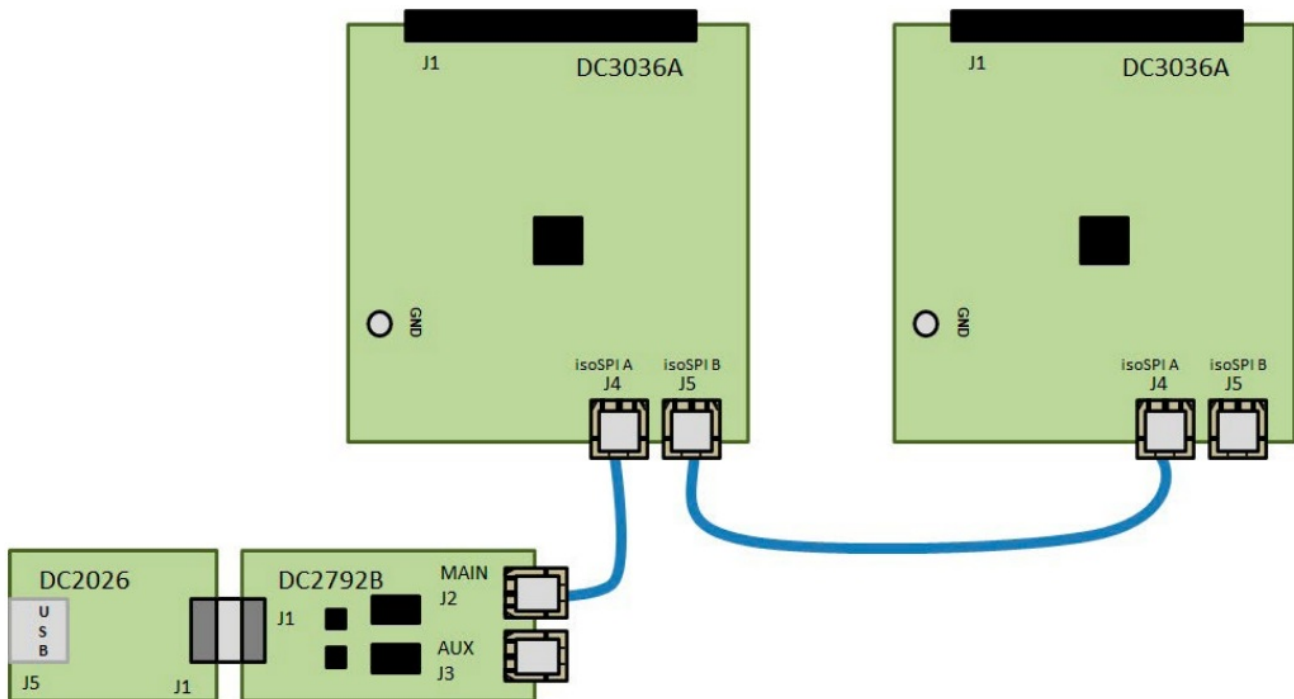 J1 DC3036A
GND
isoSPI A isoSPI B
J4 J5
J1 DC3036A
GND
isoSPI A isoSPI B
J4 J5
DC2026
U
S
B
J5
J1
DC2792B
J1
MAIN
J2
AUX
J3